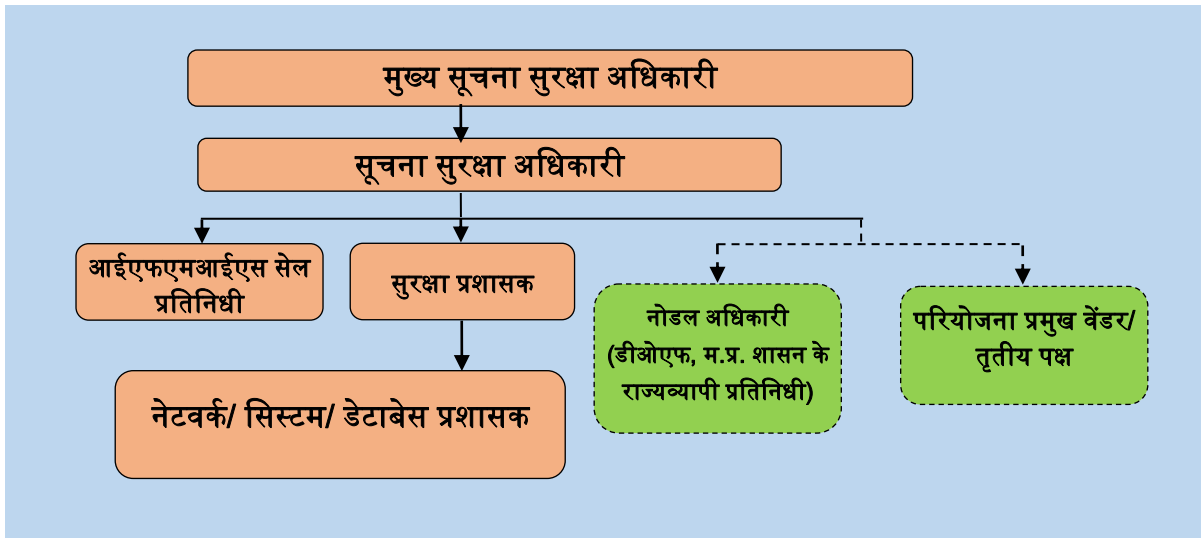 मुख्य सूचना सुरक्षा अधिकारी
सूचना सुरक्षा अधिकारी
आईएफएमआईएस सेल
प्रतिनिधी
सुरक्षा प्रशासक
नोडल अधिकारी
(डीओएफ, म.प्र. शासन के
राज्यव्यापी प्रतिनिधी)
परियोजना प्रमुख वेंडर/
तृतीय पक्ष
नेटवर्क/ सिस्टम/ डेटाबेस प्रशासक